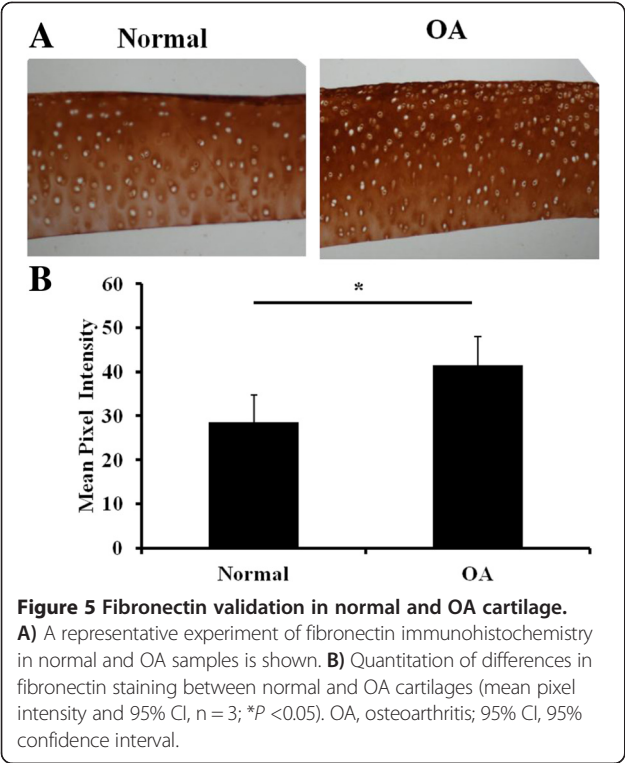 A
Normal
OA
B
*
60
50
40
30
20
10
0
Mean Pixel Intensity
Normal
OA
Figure 5 Fibronectin validation in normal and OA cartilage.
A) A representative experiment of fibronectin immunohistochemistry
in normal and OA samples is shown. B) Quantitation of differences in
fibronectin staining between normal and OA cartilages (mean pixel
intensity and 95% CI, n = 3; *P <0.05). OA, osteoarthritis; 95% CI, 95%
confidence interval.